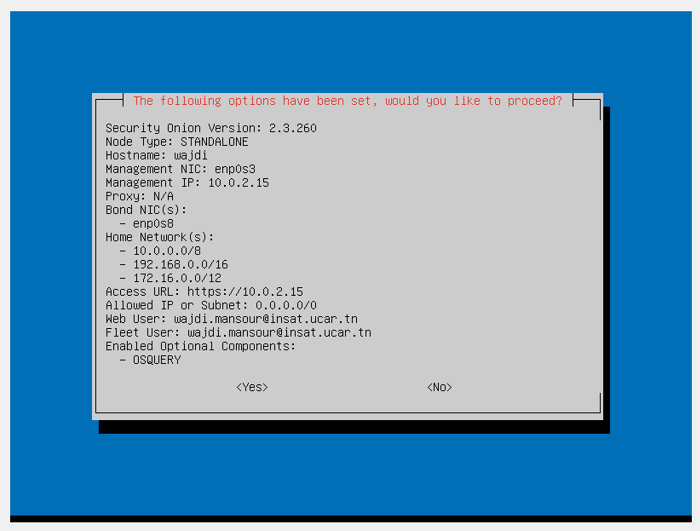 The following options have been set, would you like to proceed?
Security Onion Version: 2.3.260
Node Type: STANDALONE
Hostname: wajdi
Management NIC: enp0s3
Management IP: 10.0.2.15
Proxy: N/A
Bond NIC(s):
- enp0s8
Home Network(s):
- 10.0.0.0/8
- 192.168.0.0/16
- 172.16.0.0/12
Access URL: https://10.0.2.15
Allowed IP or Subnet: 0.0.0.0/0
Web User: wajdi.mansour@insat.ucar.tn
Fleet User: wajdi.mansour@insat.ucar.tn
Enabled Optional Components:
- OSQUERY
<Yes> <No>